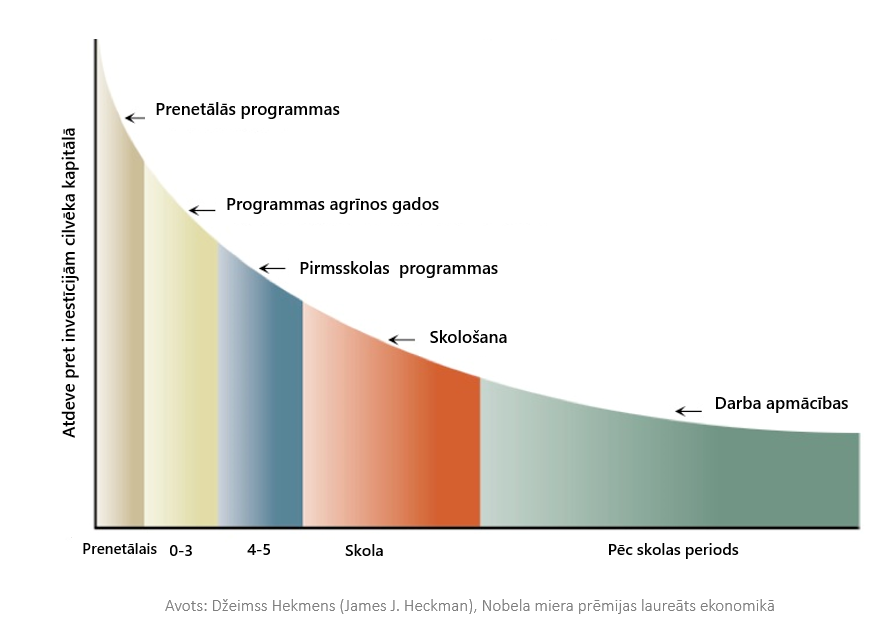 Prenetālās programmas
Atdeve pret investīcijām cilvēka kapitālā
Programmas agrīnos gados
Pirmsskolas programmas
Skološana
Darba apmācības
Prenetālais
0-3
4-5
Skola
Pēc skolas periods
Avots: Džeimss Hekmens (James J. Heckman), Nobela miera prēmijas laureāts ekonomikā